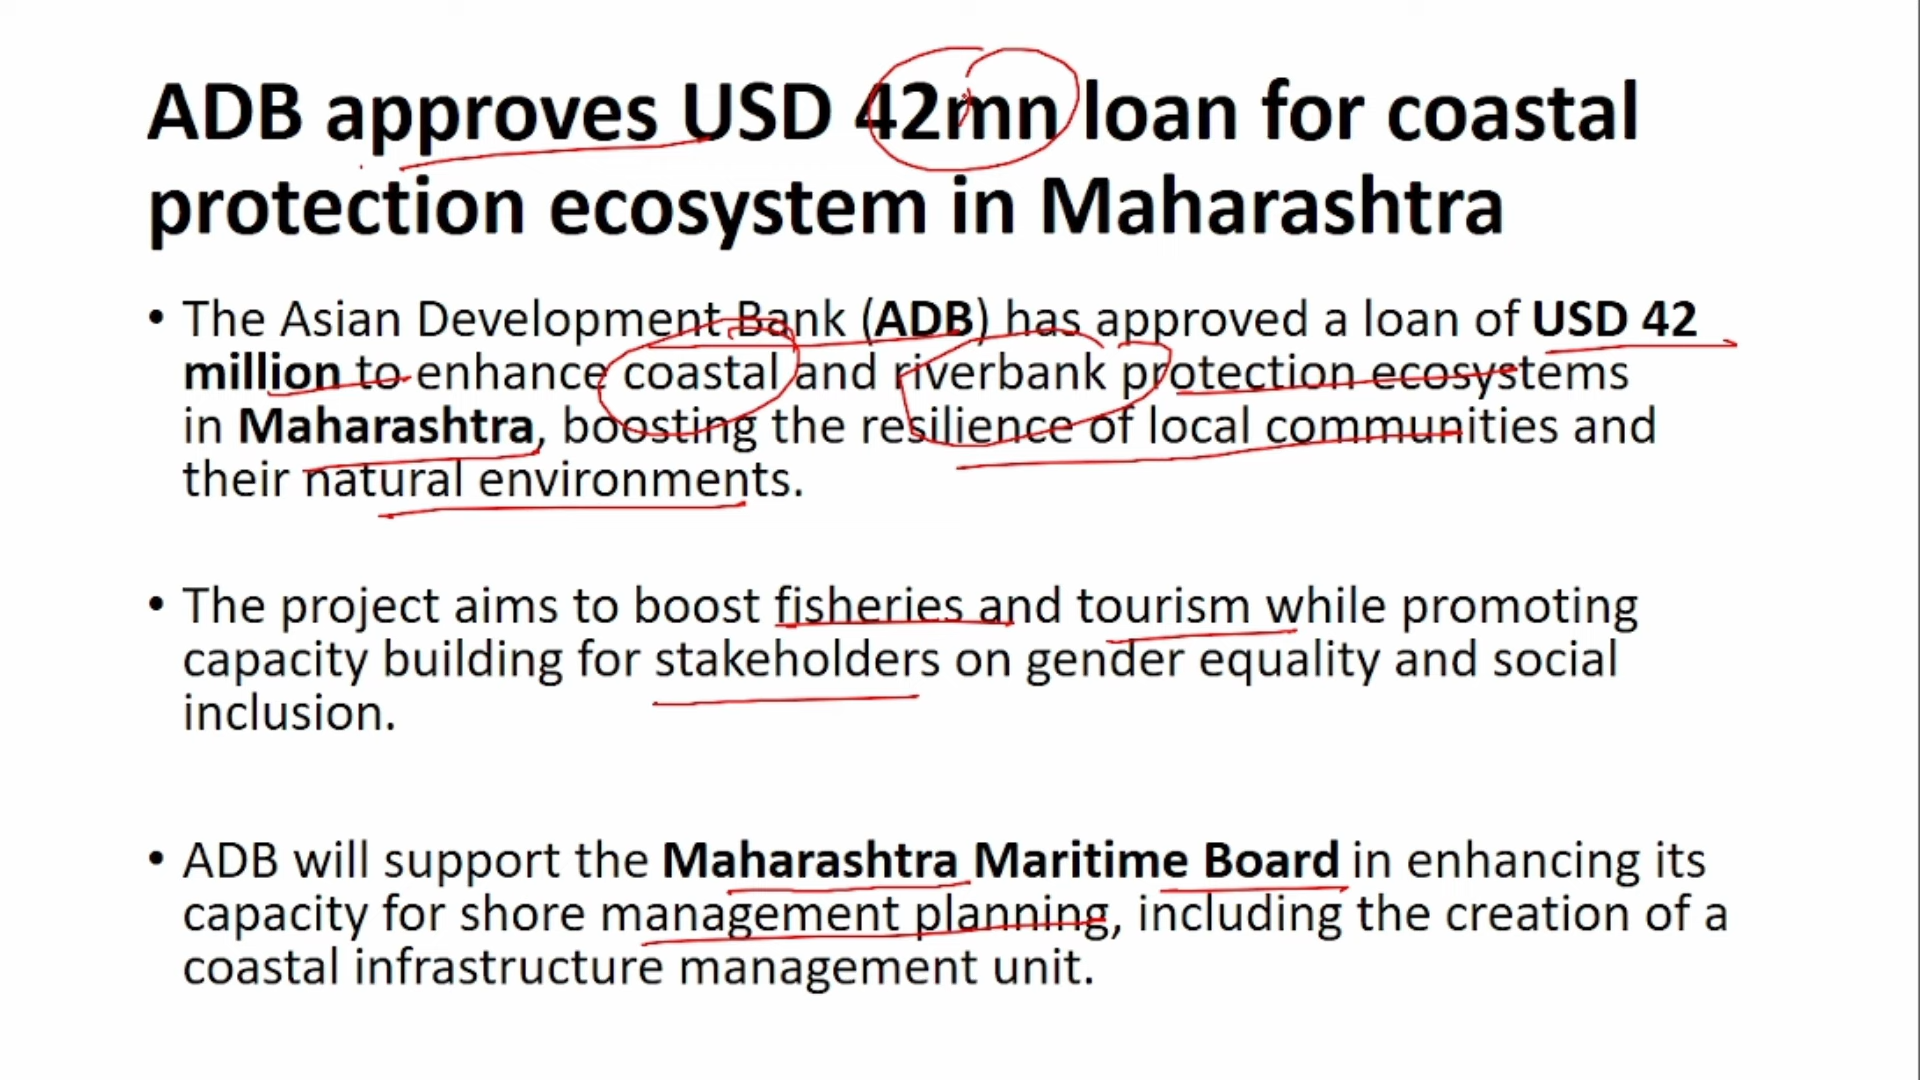 ADB approves USD 42mn loan for coastal
protection ecosystem in Maharashtra
• The Asian Development Bank (ADB) has approved a loan of USD 42
million to enhance coastal and riverbank protection ecosystems
in Maharashtra, boosting the resilience of local communities and
their natural environments.
• The project aims to boost fisheries and tourism while promoting
capacity building for stakeholders on gender equality and social
inclusion.
• ADB will support the Maharashtra Maritime Board in enhancing its
capacity for shore management planning, including the creation of a
coastal infrastructure management unit.